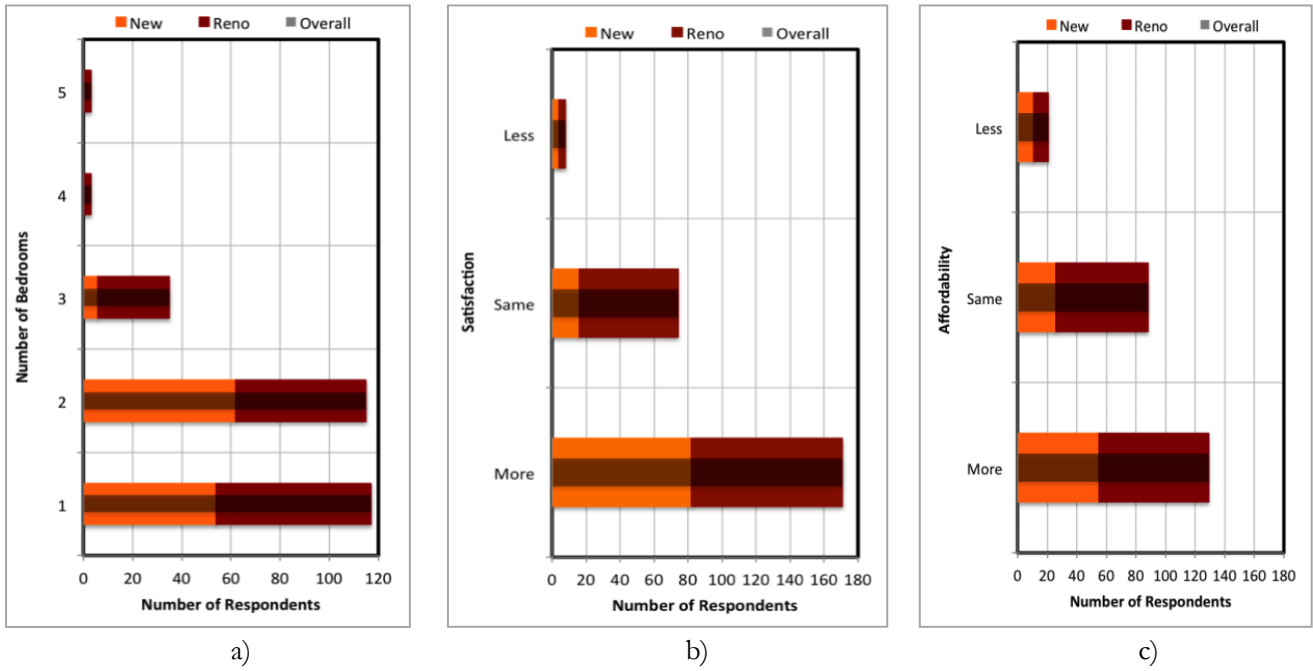 New Reno Overall
5
4
3
2
1
Number of Bedrooms
0 20 40 60 80 100 120
Number of Respondents
a)
New Reno Overall
Less
Same
More
Satisfaction
0 20 40 60 80 100 120 140 160 180
Number of Respondents
b)
New Reno Overall
Less
Same
More
Affordability
0 20 40 60 80 100 120 140 160 180
Number of Respondents
c)